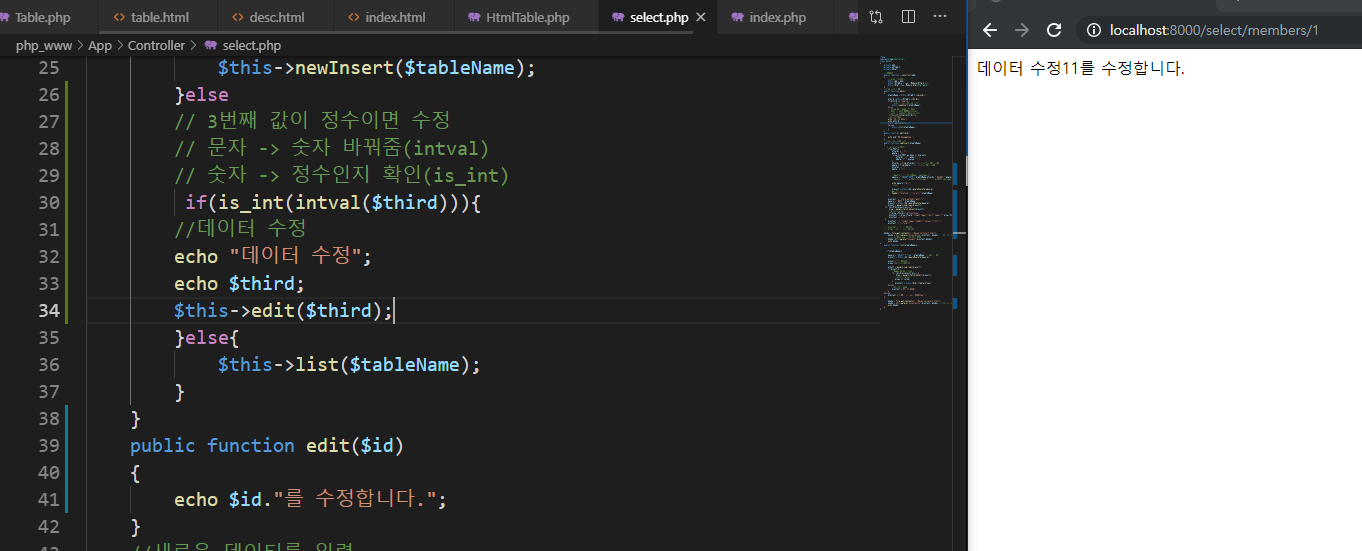 Table.php
table.html
desc.html
index.html
HtmlTable.php
select.php
index.php
localhost:8000/select/members/1
php_www > App > Controller > select.php
데이터 수정11를 수정합니다.
25 $this->newInsert($tableName);
26 }else
27 // 3번째 값이 정수이면 수정
28 // 문자 -> 숫자 바꿔줌(intval)
29 // 숫자 -> 정수인지 확인(is_int)
30 if(is_int(intval($third))){
31 //데이터 수정
32 echo "데이터 수정";
33 echo $third;
34 $this->edit($third);
35 }else{
36 $this->list($tableName);
37 }
38 }
39 public function edit($id)
40 {
41 echo $id."를 수정합니다.";
42 }